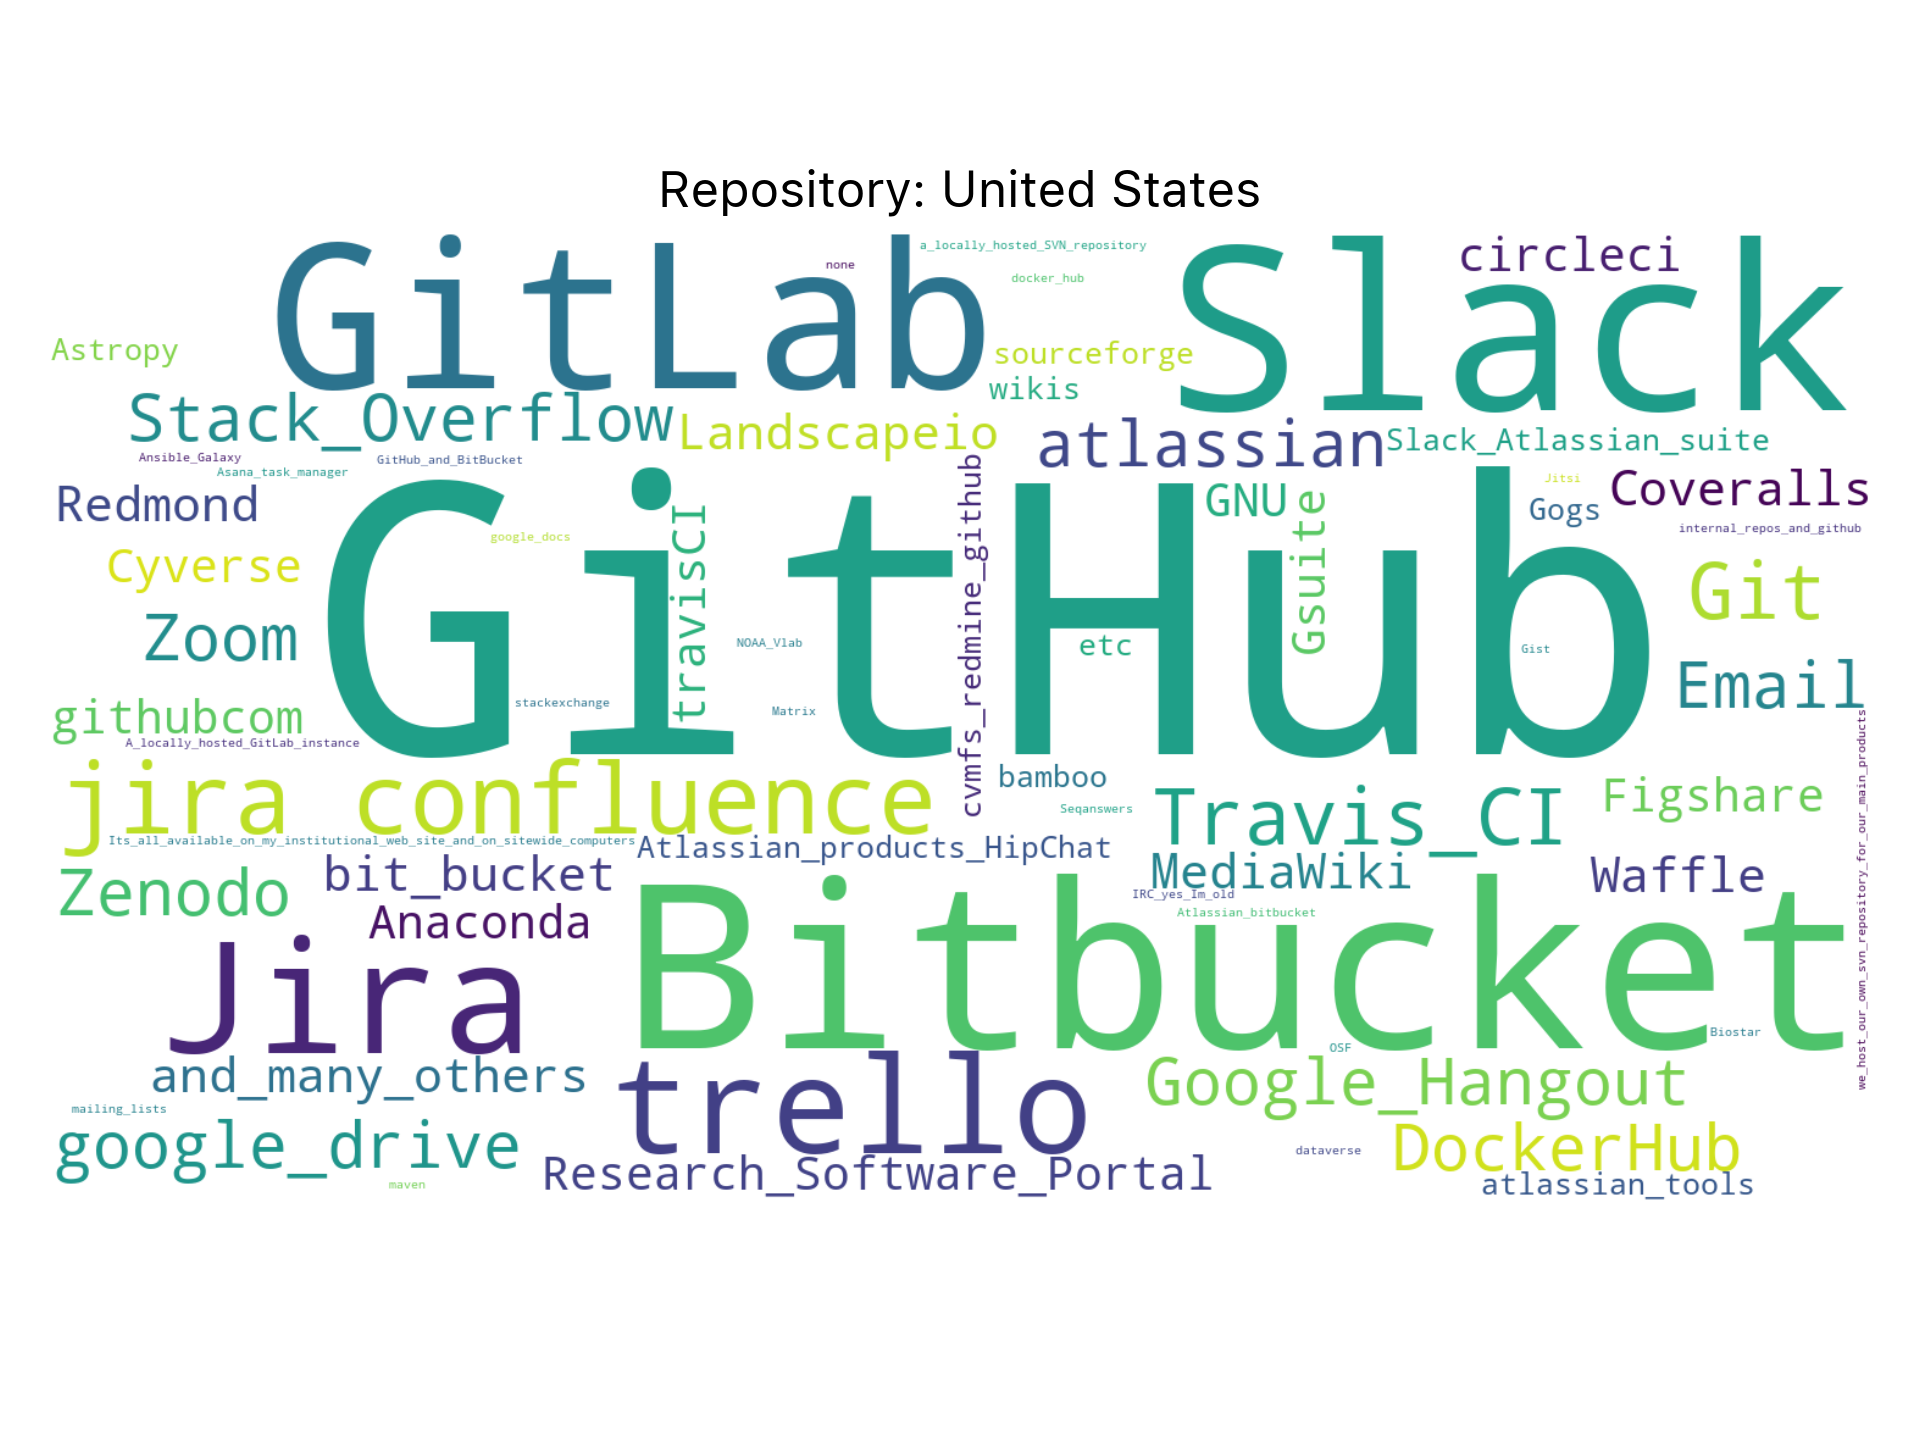 Repository: United States
GitLab
Slack
a_locally_hosted_SVN_repository
none
docker_hub
circleci
Astropy
sourceforge
wikis
Stack_Overflow
Landscapeio
atlassian
Slack_Atlassian_suite
Ansible_Galaxy
GitHub_and_BitBucket
Asana_task_manager
Redmond
GitHub
travisCI
google_docs
cvmfs_redmine_github
GNU
Gsuite
Jitsi
Gogs
Coveralls
internal_repos_and_github
Cyverse
Git
Zoom
NOAA_Vlab
etc
Gist
Email
githubcom
stackexchange
Matrix
A_locally_hosted_GitLab_instance
jira confluence
bamboo
Seqanswers
Travis_CI
Figshare
we_host_our_own_svn_repository_for_our_main_products
Its_all_available_on_my_institutional_web_site_and_on_sitewide_computers
Atlassian_products_HipChat
Zenodo
bit_bucket
MediaWiki
Waffle
IRC_yes_Im_old
Atlassian_bitbucket
Anaconda
Jira
Bitbucket
Biostar
OSF
and_many_others
trello
Google_Hangout
mailing_lists
google_drive
dataverse
DockerHub
maven
Research_Software_Portal
atlassian_tools